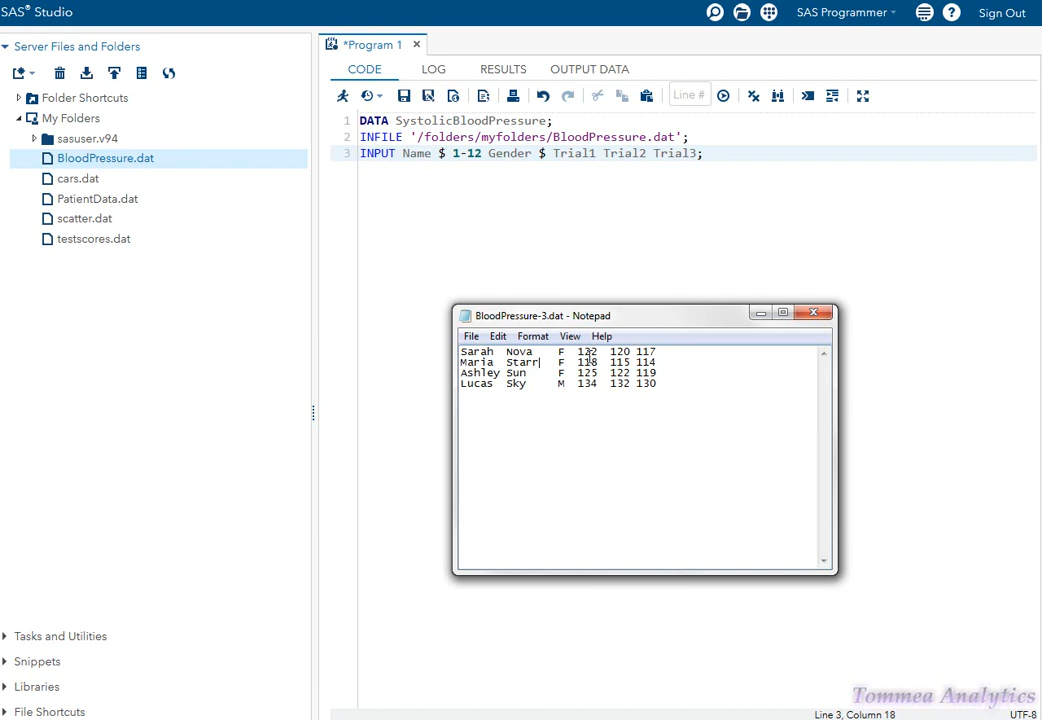 SAS® Studio
SAS Programmer
Sign Out
Server Files and Folders
Folder Shortcuts
My Folders
sasuser.v94
BloodPressure.dat
cars.dat
PatientData.dat
scatter.dat
testscores.dat
Tasks and Utilities
Snippets
Libraries
File Shortcuts
*Program 1
CODE LOG RESULTS OUTPUT DATA
Line #
1 DATA SystolicBloodPressure;
2 INFILE '/folders/myfolders/BloodPressure.dat';
3 INPUT Name $ 1-12 Gender $ Trial1 Trial2 Trial3;
BloodPressure-3.dat - Notepad
File Edit Format View Help
Sarah Nova F 122 120 117
Maria Starr F 118 115 114
Ashley Sun F 125 122 119
Lucas Sky M 134 132 130
Tommea Analytics
Line 3, Column 18
UTF-8